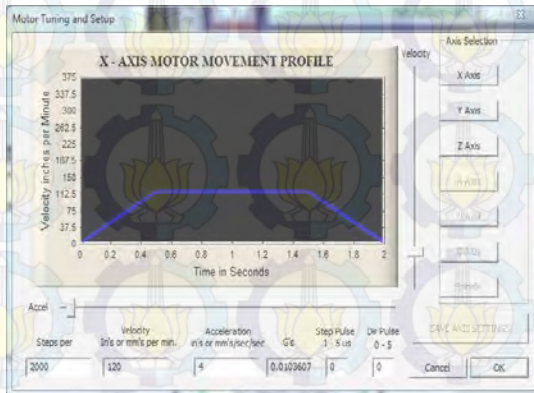 Motor Tuning and Setup
X - AXIS MOTOR MOVEMENT PROFILE
Velocity inches per Minute
375
337.5
300
262.5
225
187.5
150
112.5
75
37.5
0
0 0.2 0.4 0.6 0.8 1 1.2 1.4 1.6 1.8 2
Time in Seconds
Velocity
Axis Selection
X Axis
Y Axis
Z Axis
Accel
SAVE AXIS SETTINGS
Steps per
Velocity
In's or mm's per min.
Acceleration
in's or mm's/sec/sec
G's
Step Pulse
1 - 5 us
Dir Pulse
0 - 5
2000
120
4
0.0103607
0
0
Cancel
OK